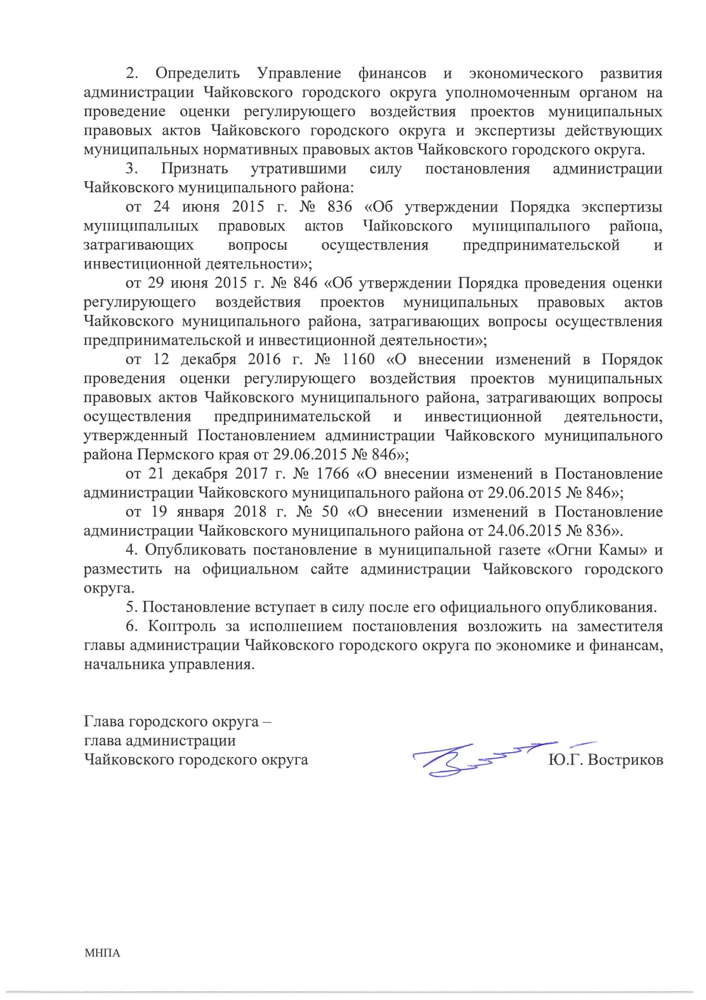 2. Определить Управление финансов и экономического развития
администрации Чайковского городского округа уполномоченным органом на
проведение оценки регулирующего воздействия проектов муниципальных
правовых актов Чайковского городского округа и экспертизы действующих
муниципальных нормативных правовых актов Чайковского городского округа.
3. Признать утратившими силу постановления администрации
Чайковского муниципального района:
от 24 июня 2015 г. № 836 «Об утверждении Порядка экспертизы
муниципальных правовых актов Чайковского муниципального района,
затрагивающих вопросы осуществления предпринимательской и
инвестиционной деятельности»;
от 29 июня 2015 г. № 846 «Об утверждении Порядка проведения оценки
регулирующего воздействия проектов муниципальных правовых актов
Чайковского муниципального района, затрагивающих вопросы осуществления
предпринимательской и инвестиционной деятельности»;
от 12 декабря 2016 г. № 1160 «О внесении изменений в Порядок
проведения оценки регулирующего воздействия проектов муниципальных
правовых актов Чайковского муниципального района, затрагивающих вопросы
осуществления предпринимательской и инвестиционной деятельности,
утвержденный Постановлением администрации Чайковского муниципального
района Пермского края от 29.06.2015 № 846»;
от 21 декабря 2017 г. № 1766 «О внесении изменений в Постановление
администрации Чайковского муниципального района от 29.06.2015 № 846»;
от 19 января 2018 г. № 50 «О внесении изменений в Постановление
администрации Чайковского муниципального района от 24.06.2015 № 836».
4. Опубликовать постановление в муниципальной газете «Огни Камы» и
разместить на официальном сайте администрации Чайковского городского
округа.
5. Постановление вступает в силу после его официального опубликования.
6. Контроль за исполнением постановления возложить на заместителя
главы администрации Чайковского городского округа по экономике и финансам,
начальника управления.
Глава городского округа –
глава администрации
Чайковского городского округа Ю.Г. Востриков
МНПА